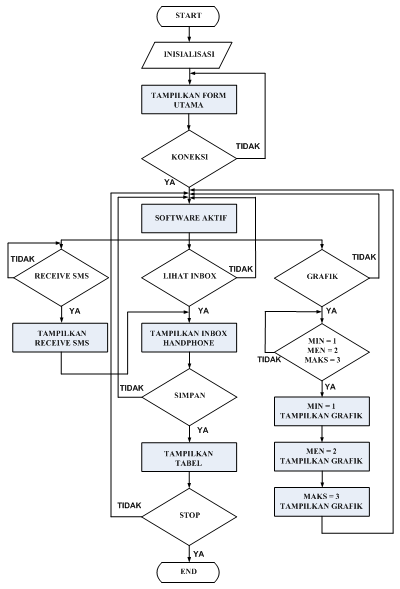 START
INISIALISASI
TAMPILKAN FORM
UTAMA
KONEKSI
TIDAK
YA
SOFTWARE AKTIF
TIDAK
RECEIVE SMS
YA
LIHAT INBOX
TIDAK
YA
GRAFIK
TIDAK
YA
TAMPILKAN
RECEIVE SMS
TAMPILKAN INBOX
HANDPHONE
MIN = 1
MEN = 2
MAKS = 3
TIDAK
YA
TIDAK
SIMPAN
YA
MIN = 1
TAMPILKAN GRAFIK
MEN = 2
TAMPILKAN GRAFIK
MAKS = 3
TAMPILKAN GRAFIK
TAMPILKAN
TABEL
TIDAK
STOP
YA
END